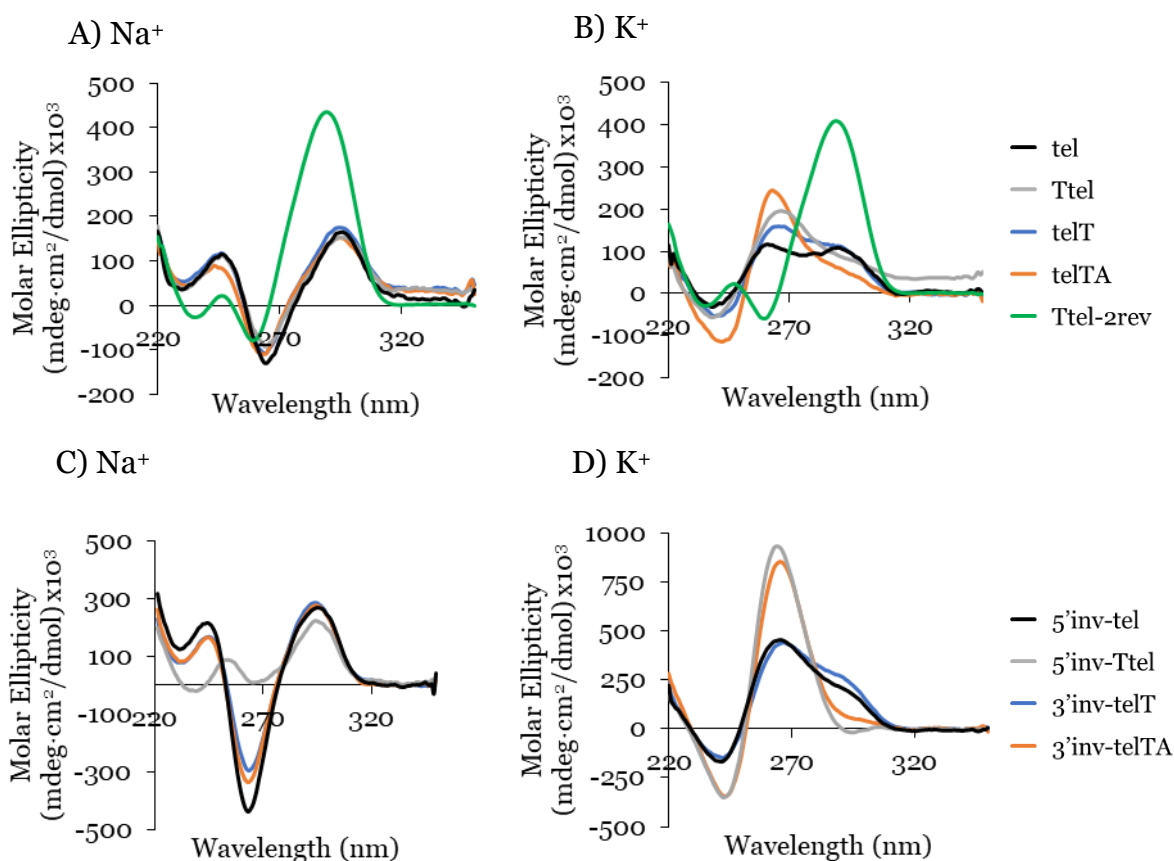 A) Na⁺
500
400
300
200
100
0
-100
-200
220
270
320
Molar Ellipticity
(mdeg·cm²/dmol) x10³
Wavelength (nm)
B) K⁺
500
400
300
200
100
0
-100
-200
220
270
320
Molar Ellipticity
(mdeg·cm²/dmol) x10³
Wavelength (nm)
tel
Ttel
telT
telTA
Ttel-2rev
C) Na⁺
500
300
100
-100
-300
-500
220
270
320
Molar Ellipticity
(mdeg·cm²/dmol) x10³
Wavelength (nm)
D) K⁺
1000
750
500
250
0
-250
-500
220
270
320
Molar Ellipticity
(mdeg·cm²/dmol) x10³
Wavelength (nm)
5'inv-tel
5'inv-Ttel
3'inv-telT
3'inv-telTA